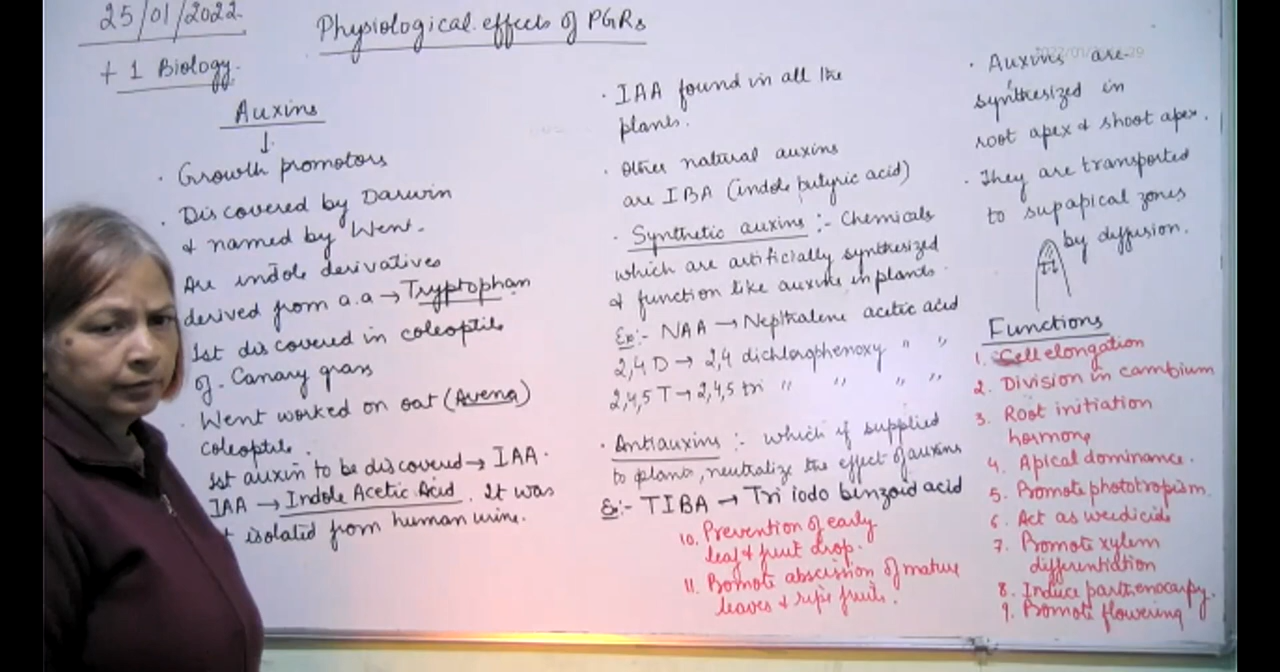 25/01/2022
+1 Biology.
Physiological effects of PGRs
Auxins
↓
· Growth promotors
· Discovered by Darwin
& named by Went.
Are indole derivatives
derived from a.a → Tryptophan
Ist discovered in coleoptile
of Canary grass
· Went worked on oat (Avena)
coleoptile.
Ist auxin to be discovered → IAA.
IAA → Indole Acetic Acid. It was
isolated from human urine.
· IAA found in all the
plants.
· Other natural auxins
are IBA (indole butyric acid)
· Synthetic auxins :- Chemicals
which are artificially synthesized
& function like auxins in plants.
Ex:- NAA → Nepthalene acetic acid
2,4 D → 2,4 dichlorophenoxy " "
2,4,5 T → 2,4,5 tri " " " "
· Antiauxins :- which if supplied
to plants, neutralize the effect of auxins
Ex:- TIBA → Tri iodo benzoid acid
10. Prevention of early
leaf & fruit drop.
11. Promote abscission of mature
leaves & ripe fruits.
· Auxins are
synthesized in
root apex & shoot apex.
· They are transported
to supapical zones
by diffusion.
Functions
1. Cell elongation
2. Division in cambium
3. Root initiation
hormone
4. Apical dominance.
5. Promote phototropism.
6. Act as weedicide
7. Promote xylem
differentiation
8. Induce parthenocarpy.
9. Promote flowering